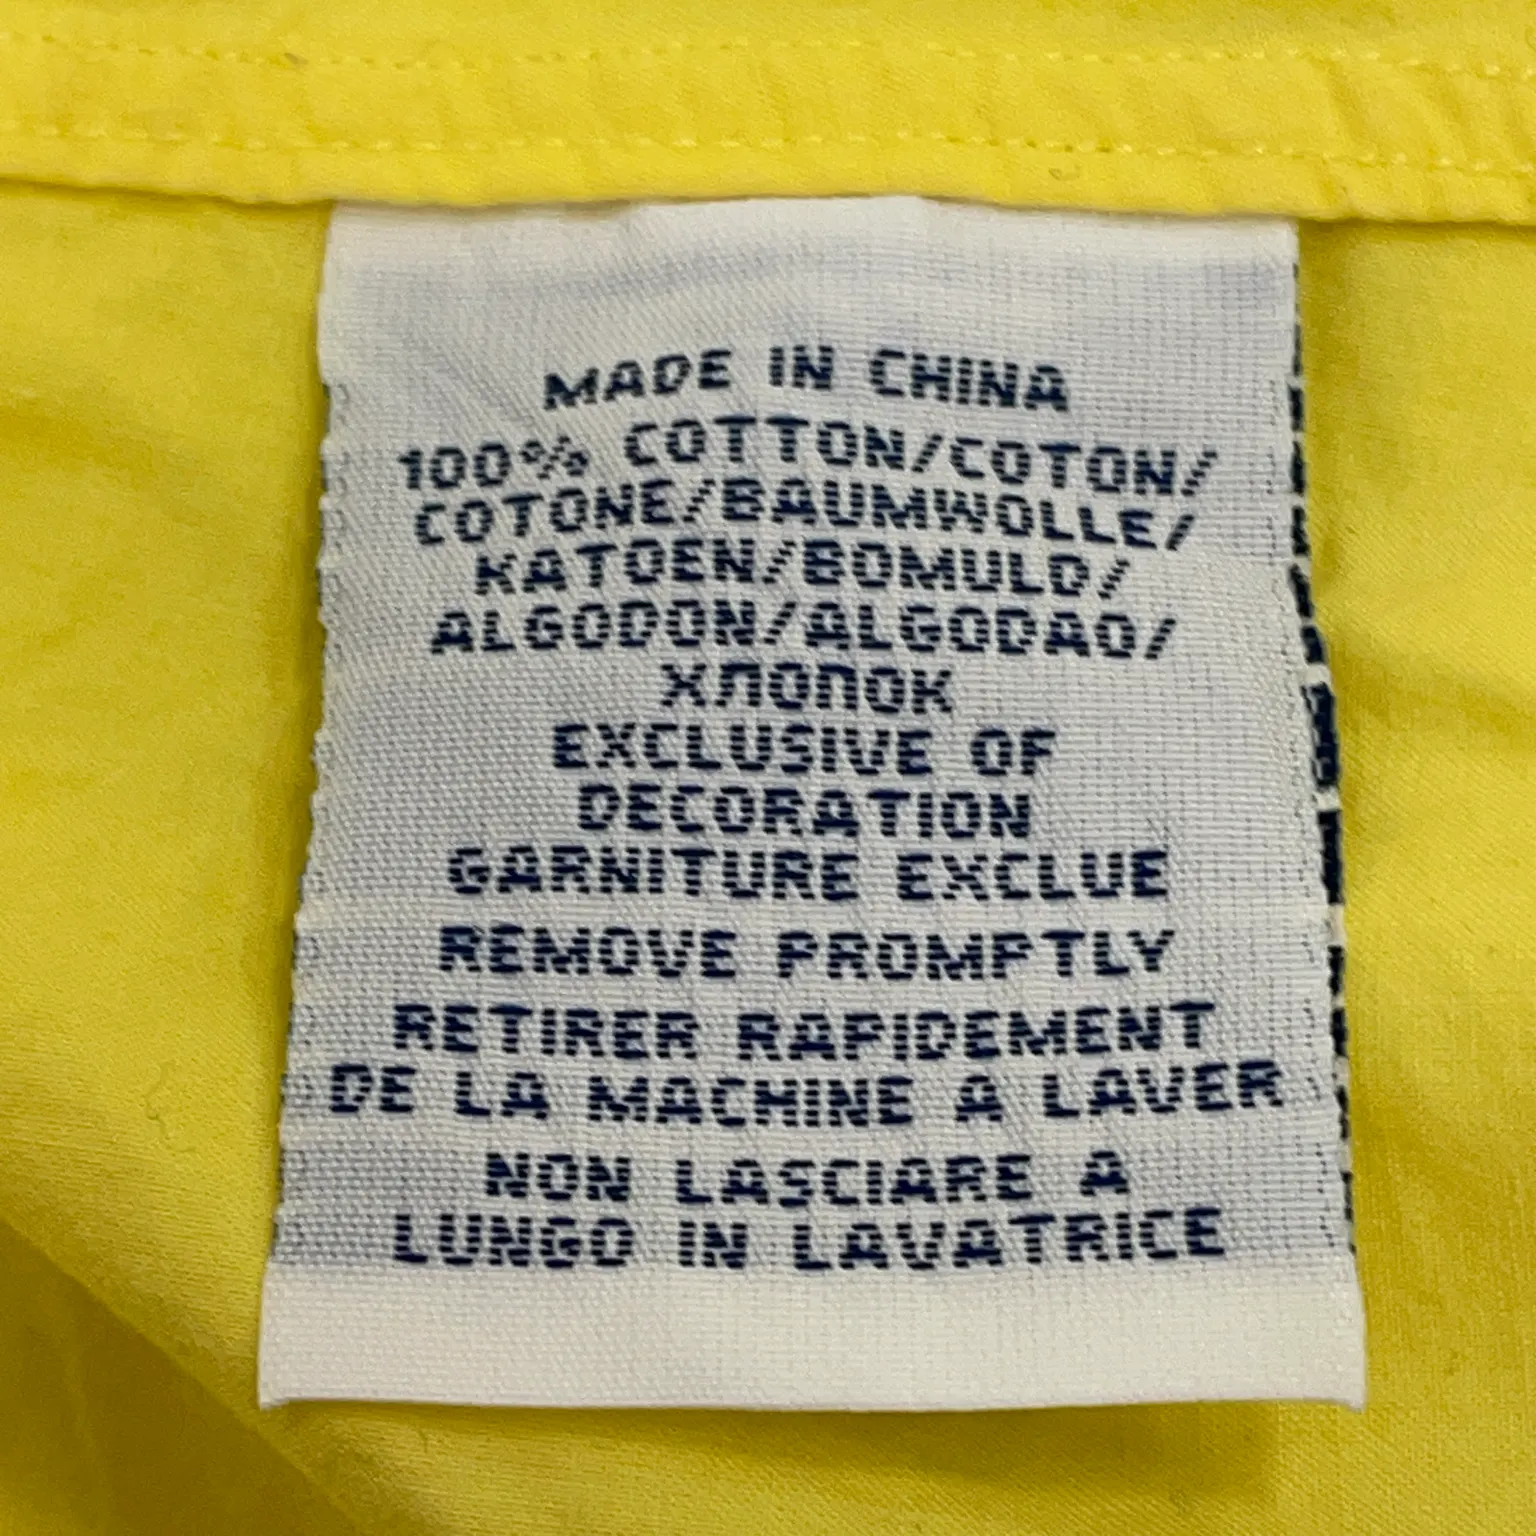 MADE IN CHINA
100% COTTON/COTON/
COTONE/BAUMWOLLE/
KATOEN/BOMULD/
ALGODON/ALGODAO/
ХЛОПОК
EXCLUSIVE OF
DECORATION
GARNITURE EXCLUE
REMOVE PROMPTLY
RETIRER RAPIDEMENT
DE LA MACHINE A LAVER
NON LASCIARE A
LUNGO IN LAVATRICE